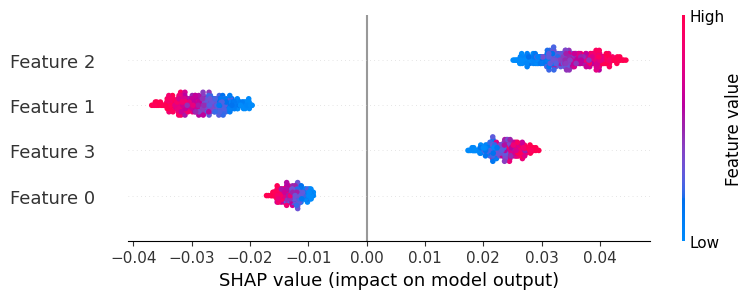 High
Feature 2
Feature 1
Feature 3
Feature 0
Feature value
Low
−0.04 −0.03 −0.02 −0.01 0.00 0.01 0.02 0.03 0.04
SHAP value (impact on model output)